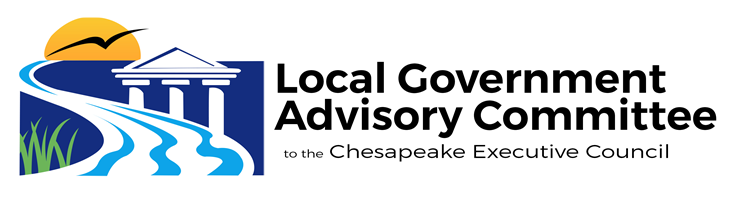 Local Government
Advisory Committee
to the Chesapeake Executive Council